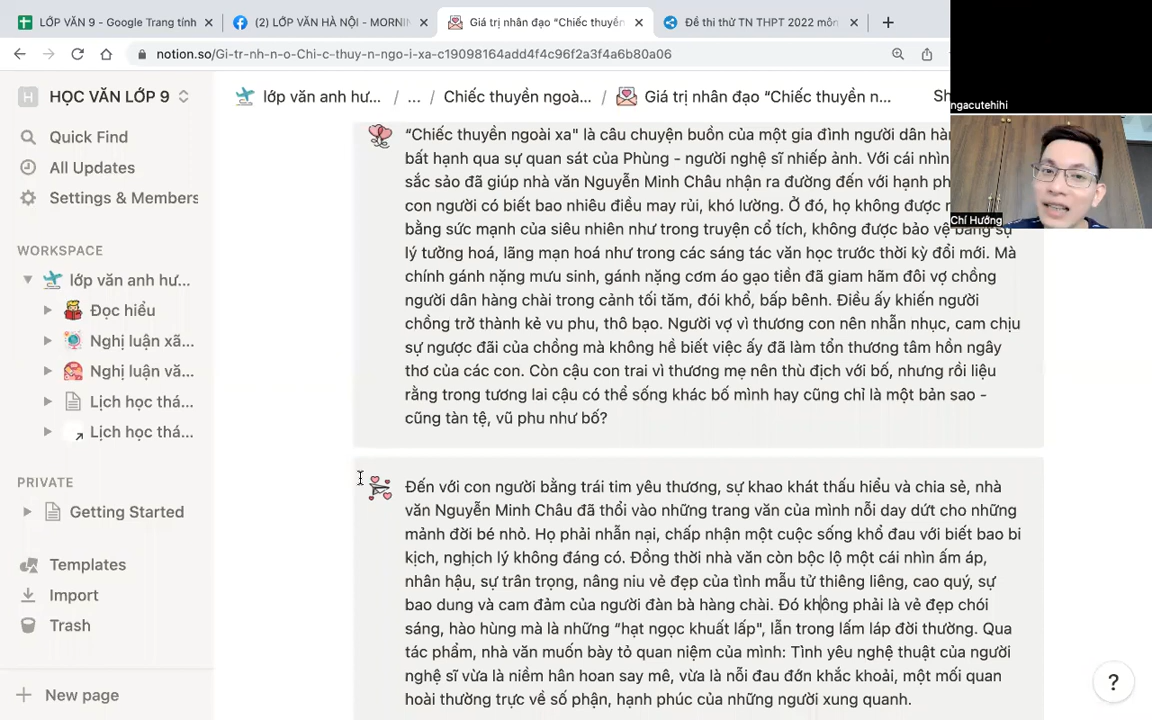 LỚP VĂN 9 - Google Trang tính
(2) LỚP VĂN HÀ NỘI - MORNIN
Giá trị nhân đạo “Chiếc thuyền
Đề thi thử TN THPT 2022 môn
notion.so/Gi-tr-nh-n-o-Chi-c-thuy-n-ngo-i-xa-c19098164add4f4c96f2a3f4a6b80a06
H HỌC VĂN LỚP 9
lớp văn anh hư... / ... / Chiếc thuyền ngoà... / Giá trị nhân đạo “Chiếc thuyền n...
Sh
ngacutehihi
Chí Hướng
Quick Find
All Updates
Settings & Members
WORKSPACE
lớp văn anh hư...
Đọc hiểu
Nghị luận xã...
Nghị luận vă...
Lịch học thá...
Lịch học thá...
PRIVATE
Getting Started
Templates
Import
Trash
New page
“Chiếc thuyền ngoài xa" là câu chuyện buồn của một gia đình người dân hàn
bất hạnh qua sự quan sát của Phùng - người nghệ sĩ nhiếp ảnh. Với cái nhìn
sắc sảo đã giúp nhà văn Nguyễn Minh Châu nhận ra đường đến với hạnh ph
con người có biết bao nhiêu điều may rủi, khó lường. Ở đó, họ không được
bằng sức mạnh của siêu nhiên như trong truyện cổ tích, không được bảo vệ bằng sự
lý tưởng hoá, lãng mạn hoá như trong các sáng tác văn học trước thời kỳ đổi mới. Mà
chính gánh nặng mưu sinh, gánh nặng cơm áo gạo tiền đã giam hãm đôi vợ chồng
người dân hàng chài trong cảnh tối tăm, đói khổ, bấp bênh. Điều ấy khiến người
chồng trở thành kẻ vu phu, thô bạo. Người vợ vì thương con nên nhẫn nhục, cam chịu
sự ngược đãi của chồng mà không hề biết việc ấy đã làm tổn thương tâm hồn ngây
thơ của các con. Còn cậu con trai vì thương mẹ nên thù địch với bố, nhưng rồi liệu
rằng trong tương lai cậu có thể sống khác bố mình hay cũng chỉ là một bản sao -
cũng tàn tệ, vũ phu như bố?
Đến với con người bằng trái tim yêu thương, sự khao khát thấu hiểu và chia sẻ, nhà
văn Nguyễn Minh Châu đã thổi vào những trang văn của mình nỗi day dứt cho những
mảnh đời bé nhỏ. Họ phải nhẫn nại, chấp nhận một cuộc sống khổ đau với biết bao bi
kịch, nghịch lý không đáng có. Đồng thời nhà văn còn bộc lộ một cái nhìn ấm áp,
nhân hậu, sự trân trọng, nâng niu vẻ đẹp của tình mẫu tử thiêng liêng, cao quý, sự
bao dung và cam đảm của người đàn bà hàng chài. Đó không phải là vẻ đẹp chói
sáng, hào hùng mà là những “hạt ngọc khuất lấp", lẫn trong lấm láp đời thường. Qua
tác phẩm, nhà văn muốn bày tỏ quan niệm của mình: Tình yêu nghệ thuật của người
nghệ sĩ vừa là niềm hân hoan say mê, vừa là nỗi đau đớn khắc khoải, một mối quan
hoài thường trực về số phận, hạnh phúc của những người xung quanh.
?